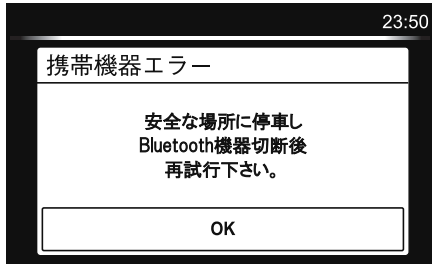 23:50
携帯機器エラー
安全な場所に停車し
Bluetooth機器切断後
再試行下さい。
OK